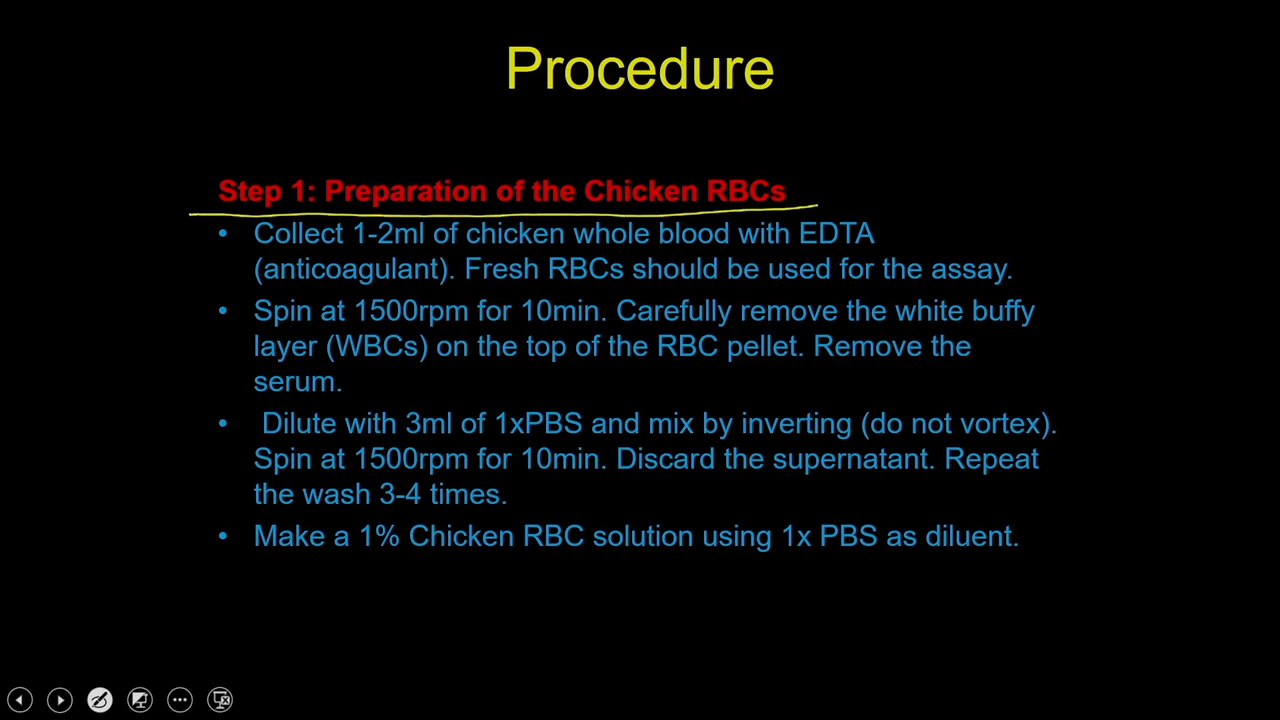 Procedure
Step 1: Preparation of the Chicken RBCs
• Collect 1-2ml of chicken whole blood with EDTA
(anticoagulant). Fresh RBCs should be used for the assay.
• Spin at 1500rpm for 10min. Carefully remove the white buffy
layer (WBCs) on the top of the RBC pellet. Remove the
serum.
• Dilute with 3ml of 1xPBS and mix by inverting (do not vortex).
Spin at 1500rpm for 10min. Discard the supernatant. Repeat
the wash 3-4 times.
• Make a 1% Chicken RBC solution using 1x PBS as diluent.